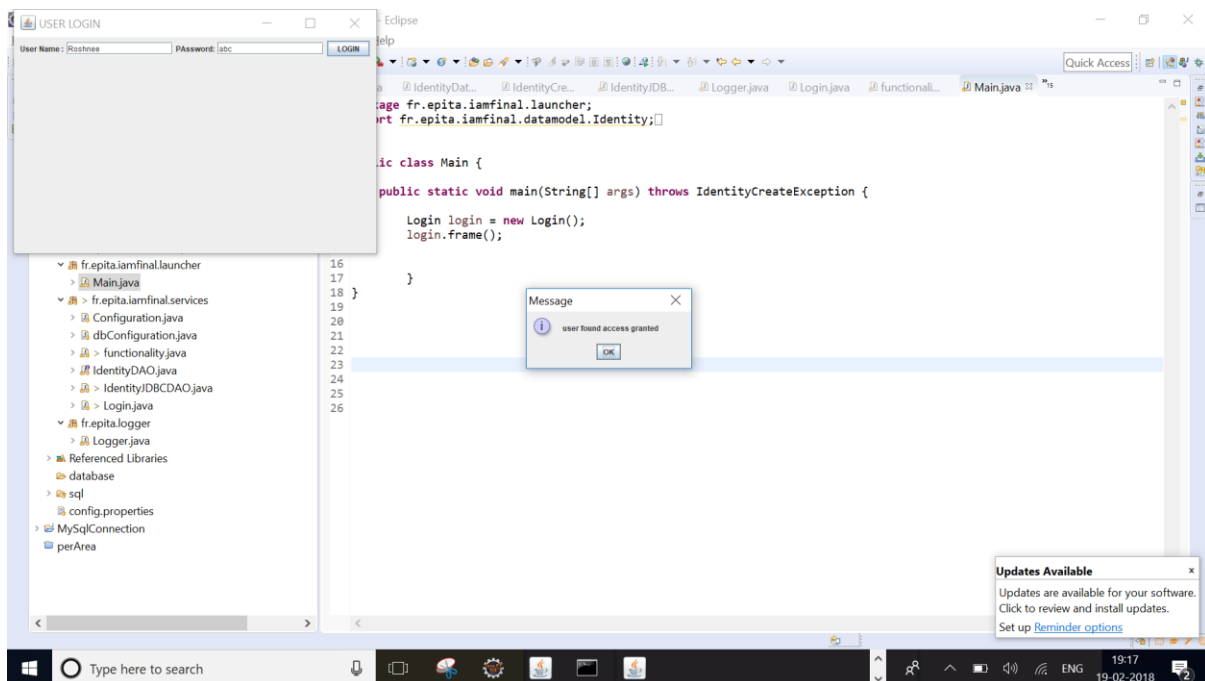 USER LOGIN
- Eclipse
User Name : Roshnee PAssword: abc LOGIN
Help
Quick Access
IdentityDat... IdentityCre... IdentityJDB... Logger.java Login.java functionali... Main.java 15
kage fr.epita.iamfinal.launcher;
ort fr.epita.iamfinal.datamodel.Identity;
ic class Main {
public static void main(String[] args) throws IdentityCreateException {
Login login = new Login();
login.frame();
fr.epita.iamfinal.launcher
Main.java
> fr.epita.iamfinal.services
Configuration.java
dbConfiguration.java
> functionality.java
IdentityDAO.java
> IdentityJDBCDAO.java
> Login.java
fr.epita.logger
Logger.java
Referenced Libraries
database
sql
config.properties
MySqlConnection
perArea
16
17 }
18 }
19
20
21
22
23
24
25
26
Message
user found access granted
OK
Updates Available x
Updates are available for your software.
Click to review and install updates.
Set up Reminder options
Type here to search
ENG
19:17
19-02-2018
2